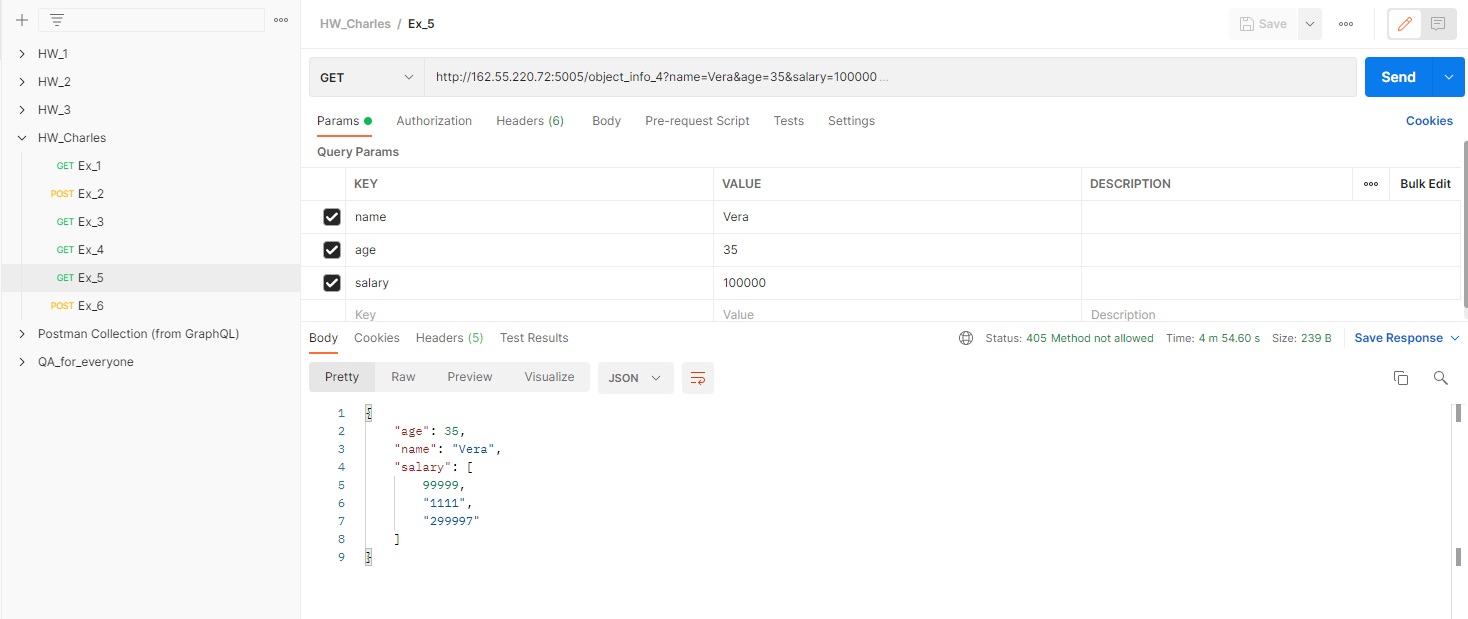 HW_Charles / Ex_5
Save
HW_1
HW_2
HW_3
HW_Charles
GET Ex_1
POST Ex_2
GET Ex_3
GET Ex_4
GET Ex_5
POST Ex_6
Postman Collection (from GraphQL)
QA_for_everyone
GET http://162.55.220.72:5005/object_info_4?name=Vera&age=35&salary=100000 ...
Send
Params Authorization Headers (6) Body Pre-request Script Tests Settings Cookies
Query Params
KEY VALUE DESCRIPTION Bulk Edit
name Vera
age 35
salary 100000
Key Value Description
Body Cookies Headers (5) Test Results Status: 405 Method not allowed Time: 4 m 54.60 s Size: 239 B Save Response
Pretty Raw Preview Visualize JSON
1 {
2 "age": 35,
3 "name": "Vera",
4 "salary": [
5 99999,
6 "1111",
7 "299997"
8 ]
9 }